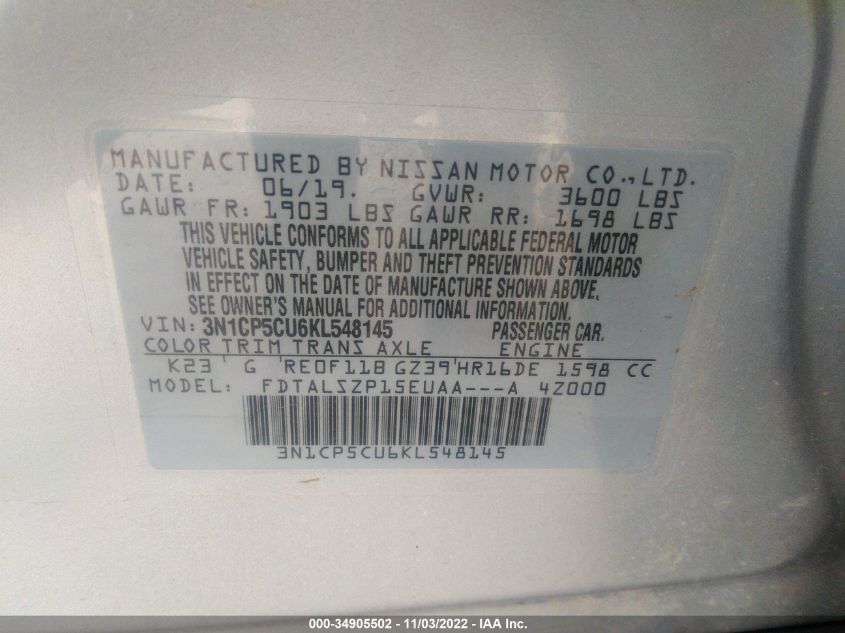 MANUFACTURED BY NISSAN MOTOR CO., LTD.
DATE: 06/19. GVWR: 3600 LBS
GAWR FR: 1903 LBS GAWR RR: 1698 LBS
THIS VEHICLE CONFORMS TO ALL APPLICABLE FEDERAL MOTOR
VEHICLE SAFETY, BUMPER AND THEFT PREVENTION STANDARDS
IN EFFECT ON THE DATE OF MANUFACTURE SHOWN ABOVE.
SEE OWNER'S MANUAL FOR ADDITIONAL INFORMATION.
VIN: 3N1CP5CU6KL548145 PASSENGER CAR.
COLOR TRIM TRANS AXLE ENGINE
K23 G RE0F11B GZ39 HR16DE 1598 CC
MODEL: FDTALSZP15EUAA---A 4Z000
3N1CP5CU6KL548145
000-34905502 - 11/03/2022 - IAA Inc.